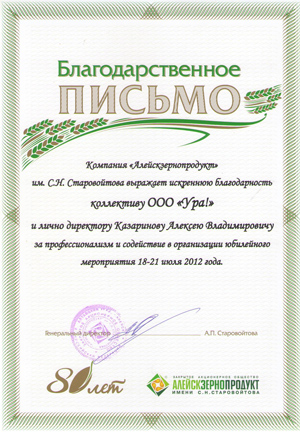 Благодарственное
ПИСЬМО
Компания «Алейскзернопродукт»
им. С.Н. Старовойтова выражает искреннюю благодарность
коллективу ООО «Ура!»
и лично директору Казаринову Алексею Владимировичу
за профессионализм и содействие в организации юбилейного
мероприятия 18-21 июля 2012 года.
Генеральный директор
А.П. Старовойтова
80 лет
ЗАКРЫТОЕ АКЦИОНЕРНОЕ ОБЩЕСТВО
АЛЕЙСКЗЕРНОПРОДУКТ
ИМЕНИ С.Н.СТАРОВОЙТОВА